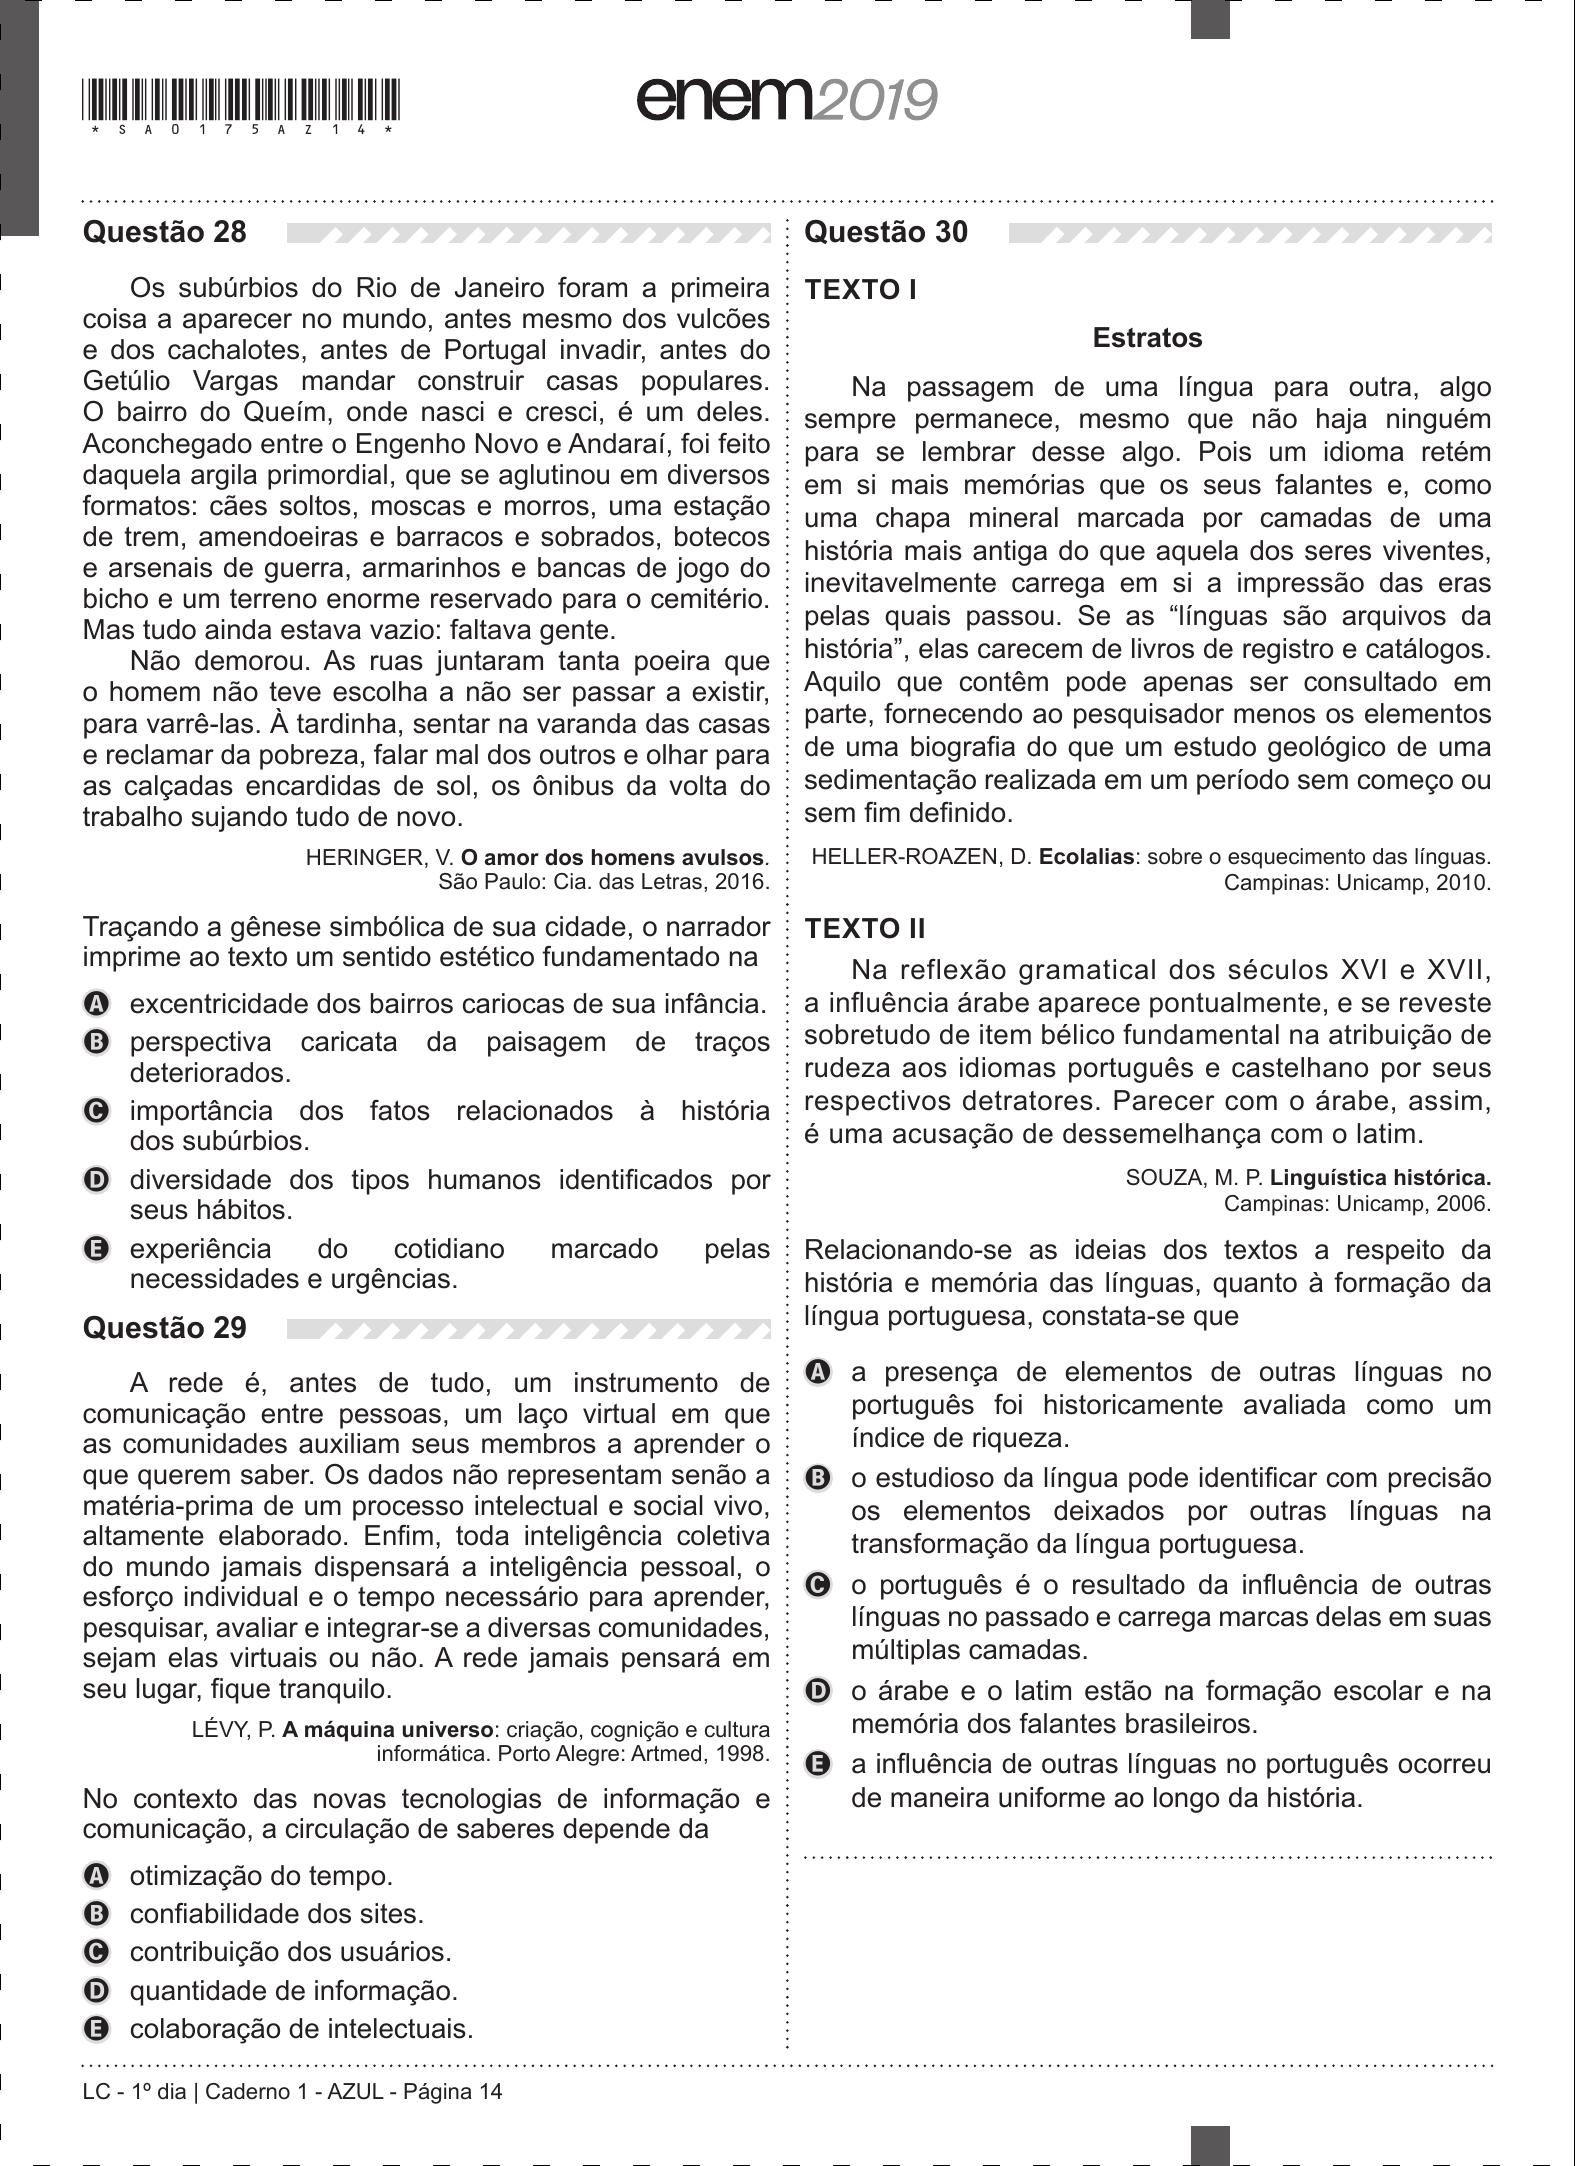 *SA0175AZ14*
enem2019
Questão 28
Os subúrbios do Rio de Janeiro foram a primeira
coisa a aparecer no mundo, antes mesmo dos vulcões
e dos cachalotes, antes de Portugal invadir, antes do
Getúlio Vargas mandar construir casas populares.
O bairro do Queím, onde nasci e cresci, é um deles.
Aconchegado entre o Engenho Novo e Andaraí, foi feito
daquela argila primordial, que se aglutinou em diversos
formatos: cães soltos, moscas e morros, uma estação
de trem, amendoeiras e barracos e sobrados, botecos
e arsenais de guerra, armarinhos e bancas de jogo do
bicho e um terreno enorme reservado para o cemitério.
Mas tudo ainda estava vazio: faltava gente.
Não demorou. As ruas juntaram tanta poeira que
o homem não teve escolha a não ser passar a existir,
para varrê-las. À tardinha, sentar na varanda das casas
e reclamar da pobreza, falar mal dos outros e olhar para
as calçadas encardidas de sol, os ônibus da volta do
trabalho sujando tudo de novo.
HERINGER, V. O amor dos homens avulsos.
São Paulo: Cia. das Letras, 2016.
Traçando a gênese simbólica de sua cidade, o narrador
imprime ao texto um sentido estético fundamentado na
A excentricidade dos bairros cariocas de sua infância.
B perspectiva caricata da paisagem de traços
deteriorados.
C importância dos fatos relacionados à história
dos subúrbios.
D diversidade dos tipos humanos identificados por
seus hábitos.
E experiência do cotidiano marcado pelas
necessidades e urgências.
Questão 29
A rede é, antes de tudo, um instrumento de
comunicação entre pessoas, um laço virtual em que
as comunidades auxiliam seus membros a aprender o
que querem saber. Os dados não representam senão a
matéria-prima de um processo intelectual e social vivo,
altamente elaborado. Enfim, toda inteligência coletiva
do mundo jamais dispensará a inteligência pessoal, o
esforço individual e o tempo necessário para aprender,
pesquisar, avaliar e integrar-se a diversas comunidades,
sejam elas virtuais ou não. A rede jamais pensará em
seu lugar, fique tranquilo.
LÉVY, P. A máquina universo: criação, cognição e cultura
informática. Porto Alegre: Artmed, 1998.
No contexto das novas tecnologias de informação e
comunicação, a circulação de saberes depende da
A otimização do tempo.
B confiabilidade dos sites.
C contribuição dos usuários.
D quantidade de informação.
E colaboração de intelectuais.
Questão 30
TEXTO I
Estratos
Na passagem de uma língua para outra, algo
sempre permanece, mesmo que não haja ninguém
para se lembrar desse algo. Pois um idioma retém
em si mais memórias que os seus falantes e, como
uma chapa mineral marcada por camadas de uma
história mais antiga do que aquela dos seres viventes,
inevitavelmente carrega em si a impressão das eras
pelas quais passou. Se as “línguas são arquivos da
história”, elas carecem de livros de registro e catálogos.
Aquilo que contêm pode apenas ser consultado em
parte, fornecendo ao pesquisador menos os elementos
de uma biografia do que um estudo geológico de uma
sedimentação realizada em um período sem começo ou
sem fim definido.
HELLER-ROAZEN, D. Ecolalias: sobre o esquecimento das línguas.
Campinas: Unicamp, 2010.
TEXTO II
Na reflexão gramatical dos séculos XVI e XVII,
a influência árabe aparece pontualmente, e se reveste
sobretudo de item bélico fundamental na atribuição de
rudeza aos idiomas português e castelhano por seus
respectivos detratores. Parecer com o árabe, assim,
é uma acusação de dessemelhança com o latim.
SOUZA, M. P. Linguística histórica.
Campinas: Unicamp, 2006.
Relacionando-se as ideias dos textos a respeito da
história e memória das línguas, quanto à formação da
língua portuguesa, constata-se que
A a presença de elementos de outras línguas no
português foi historicamente avaliada como um
índice de riqueza.
B o estudioso da língua pode identificar com precisão
os elementos deixados por outras línguas na
transformação da língua portuguesa.
C o português é o resultado da influência de outras
línguas no passado e carrega marcas delas em suas
múltiplas camadas.
D o árabe e o latim estão na formação escolar e na
memória dos falantes brasileiros.
E a influência de outras línguas no português ocorreu
de maneira uniforme ao longo da história.
LC - 1º dia | Caderno 1 - AZUL - Página 14